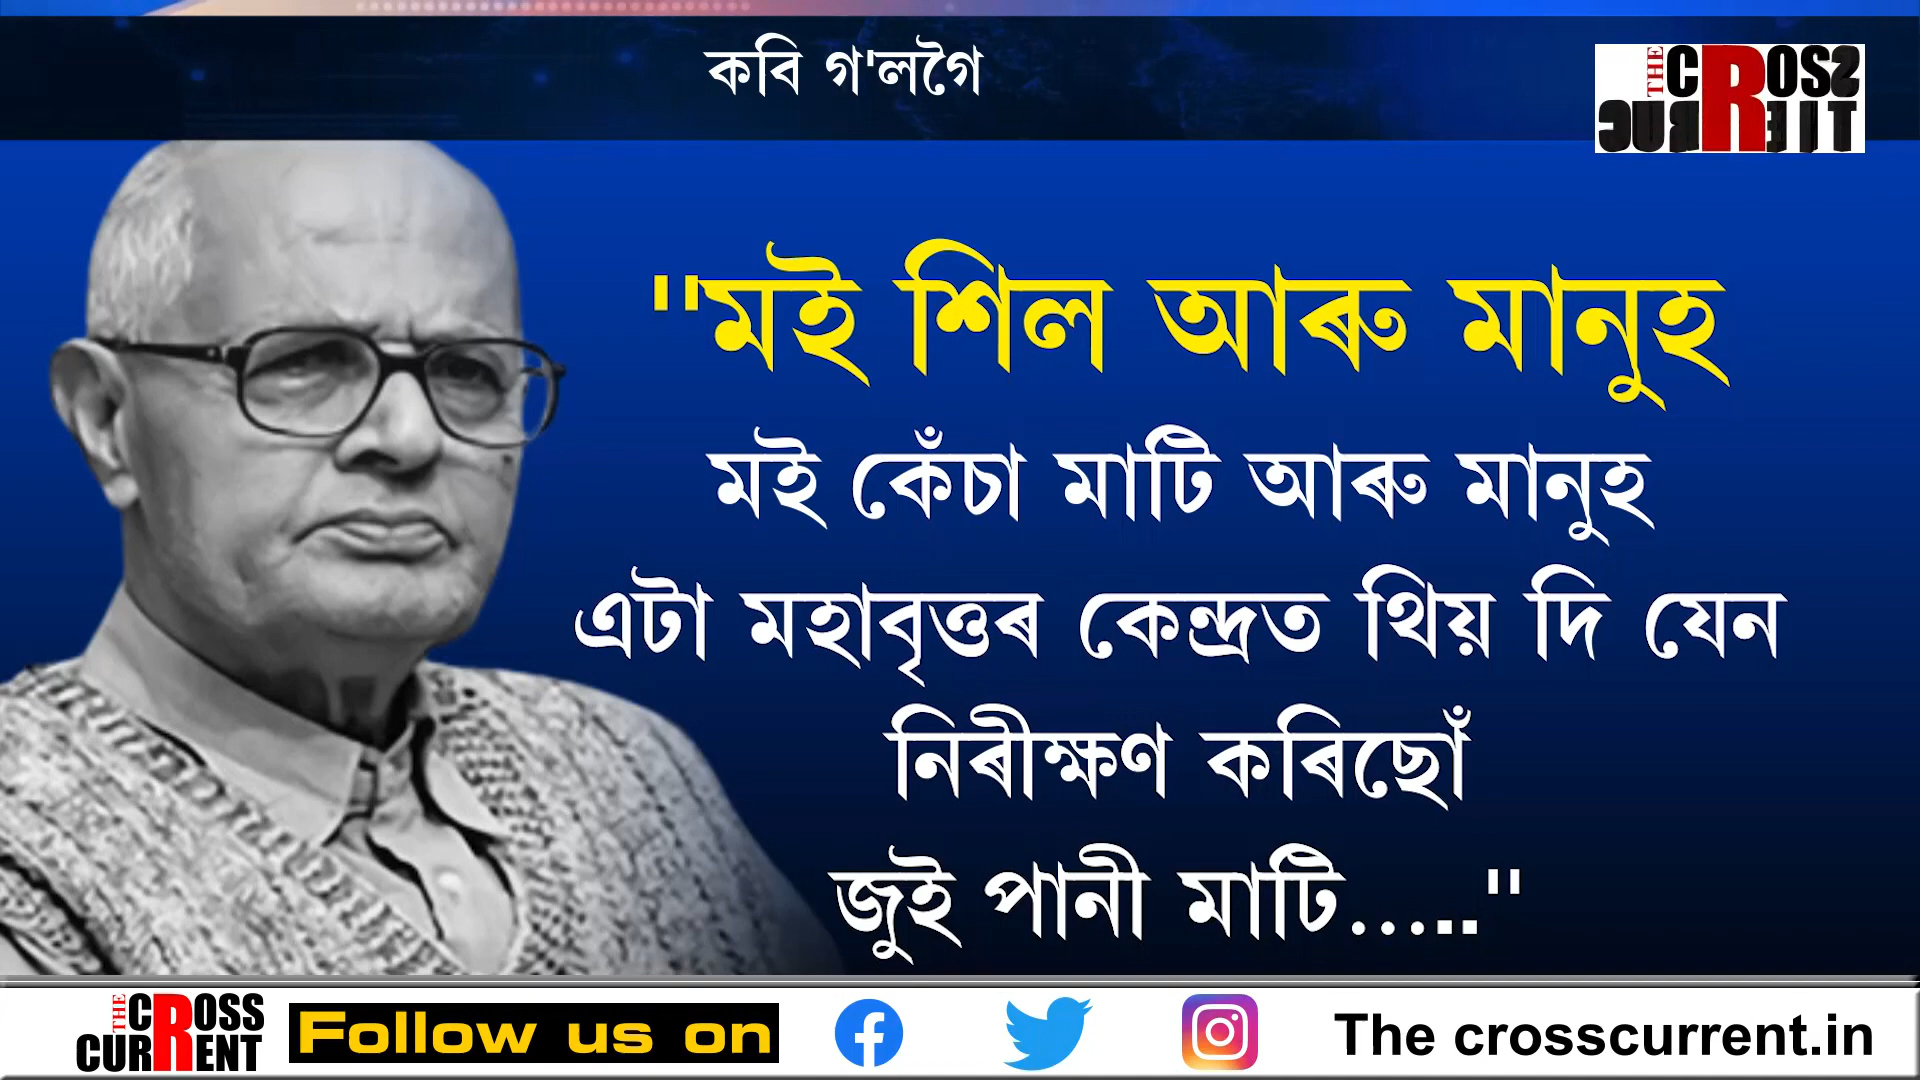 কবি গ'লগৈ
THE CROSS
CURRENT
"মই শিল আৰু মানুহ
মই কেঁচা মাটি আৰু মানুহ
এটা মহাবৃত্তৰ কেন্দ্ৰত থিয় দি যেন
নিৰীক্ষণ কৰিছোঁ
জুই পানী মাটি....."
THE CROSS
CURRENT
Follow us on
The crosscurrent.in